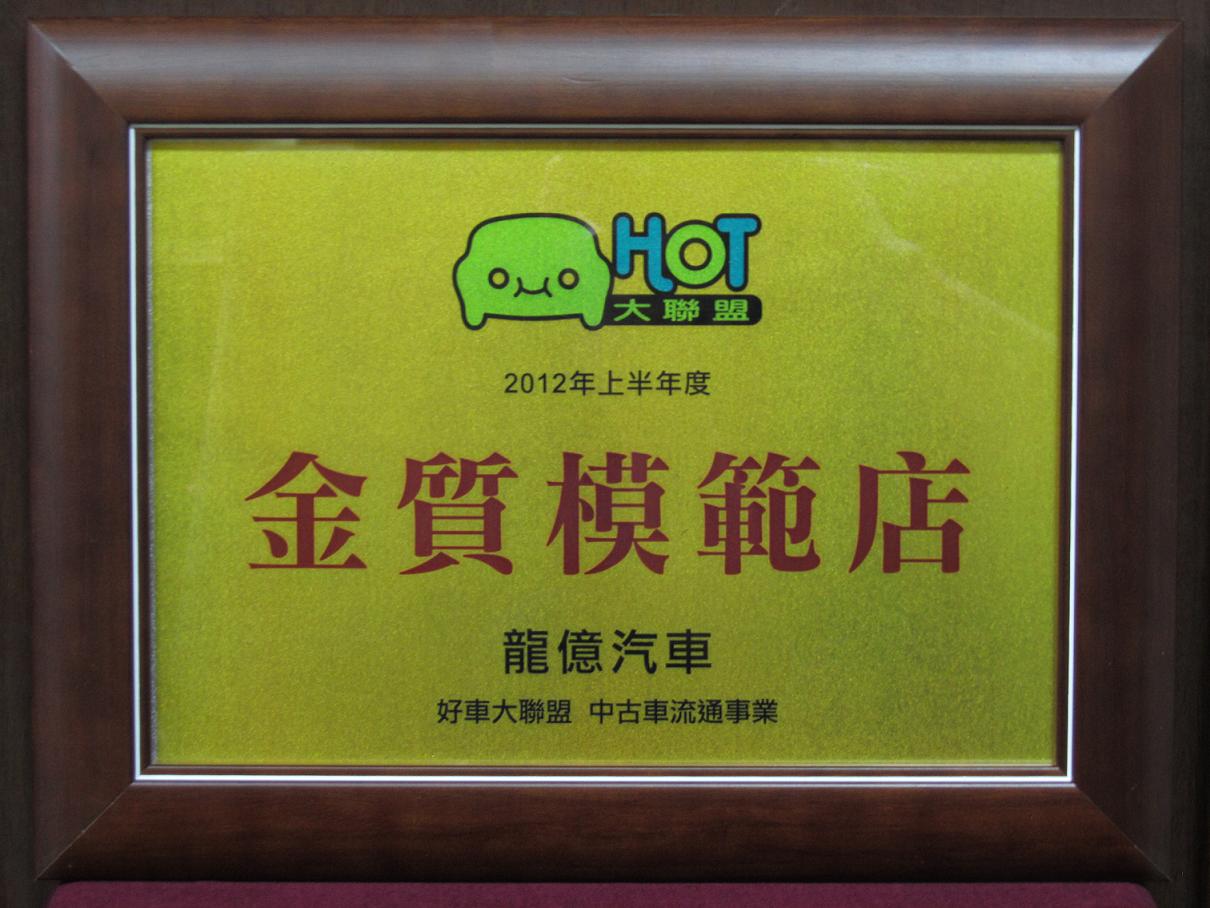 HOT
大聯盟
2012年上半年度
金質模範店
龍億汽車
好車大聯盟 中古車流通事業